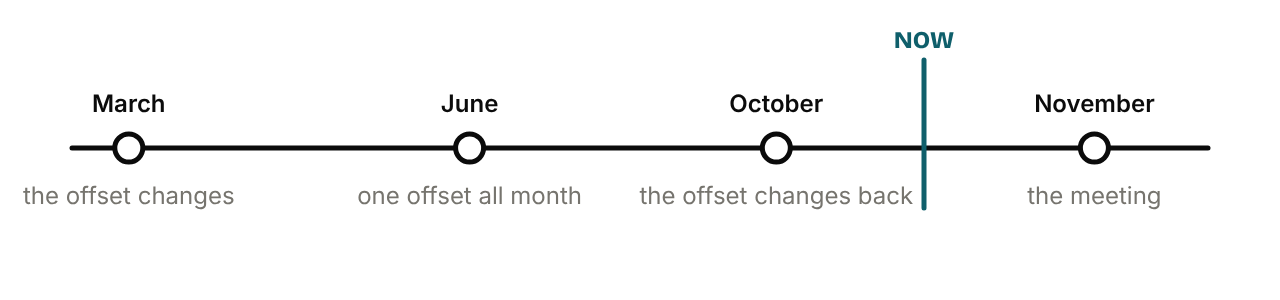 NOW
March
June
October
November
the offset changes
one offset all month
the offset changes back
the meeting